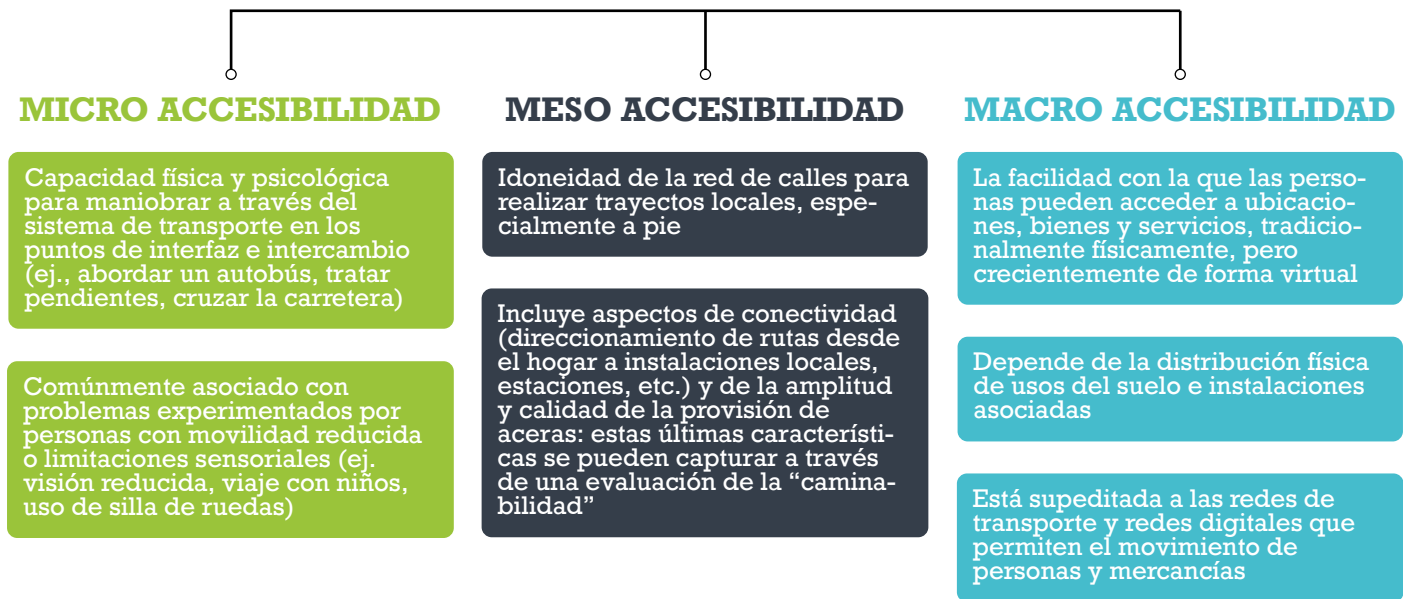 MICRO ACCESIBILIDAD
Capacidad física y psicológica
para maniobrar a través del
sistema de transporte en los
puntos de interfaz e intercambio
(ej., abordar un autobús, tratar
pendientes, cruzar la carretera)
Comúnmente asociado con
problemas experimentados por
personas con movilidad reducida
o limitaciones sensoriales (ej.
visión reducida, viaje con niños,
uso de silla de ruedas)
MESO ACCESIBILIDAD
Idoneidad de la red de calles para
realizar trayectos locales, espe-
cialmente a pie
Incluye aspectos de conectividad
(direccionamiento de rutas desde
el hogar a instalaciones locales,
estaciones, etc.) y de la amplitud
y calidad de la provisión de
aceras: estas últimas característi-
cas se pueden capturar a través
de una evaluación de la “camina-
bilidad”
MACRO ACCESIBILIDAD
La facilidad con la que las perso-
nas pueden acceder a ubicacio-
nes, bienes y servicios, tradicio-
nalmente físicamente, pero
crecientemente de forma virtual
Depende de la distribución física
de usos del suelo e instalaciones
asociadas
Está supeditada a las redes de
transporte y redes digitales que
permiten el movimiento de
personas y mercancías